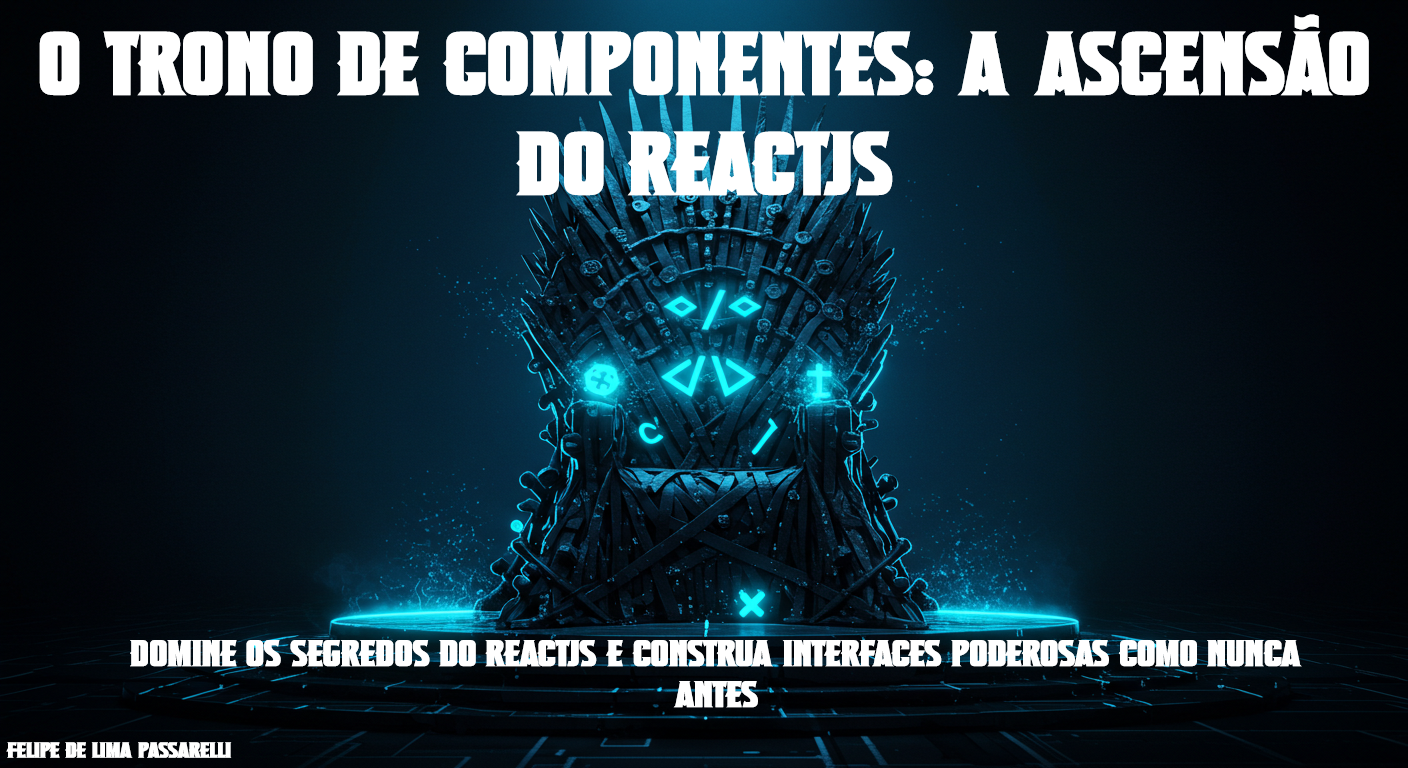 O TRONO DE COMPONENTES: A ASCENSÃO
DO REACTJS
</>
DOMINE OS SEGREDOS DO REACTJS E CONSTRUA INTERFACES PODEROSAS COMO NUNCA
ANTES
FELIPE DE LIMA PASSARELLI